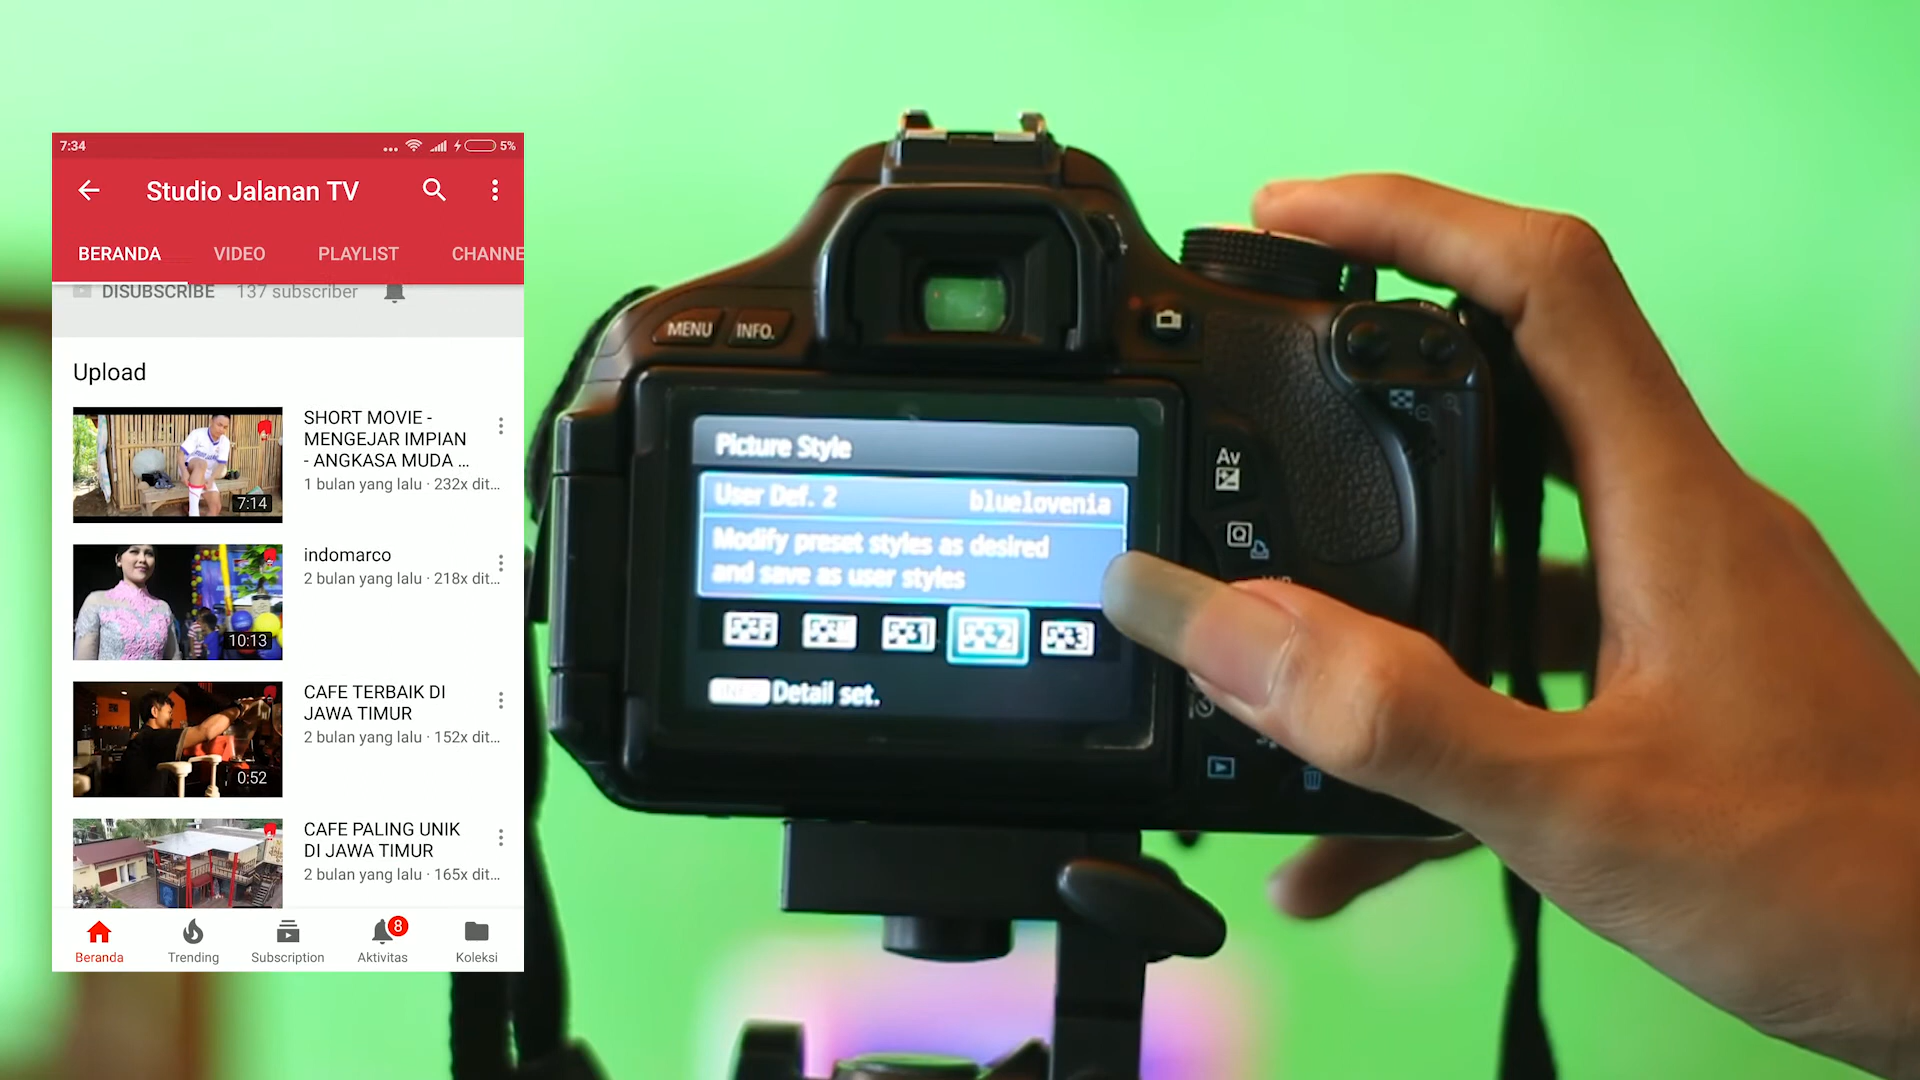 7:34
5%
Studio Jalanan TV
BERANDA VIDEO PLAYLIST CHANNE
DISUBSCRIBE 137 subscriber
Upload
SHORT MOVIE -
MENGEJAR IMPIAN
- ANGKASA MUDA ...
1 bulan yang lalu · 232x dit...
7:14
indomarco
2 bulan yang lalu · 218x dit...
10:13
CAFE TERBAIK DI
JAWA TIMUR
2 bulan yang lalu · 152x dit...
0:52
CAFE PALING UNIK
DI JAWA TIMUR
2 bulan yang lalu · 165x dit...
8
Beranda Trending Subscription Aktivitas Koleksi
MENU INFO.
Picture Style
User Def. 2 bluelovenia
Modify preset styles as desired
and save as user styles
Detail set.
Av
Q